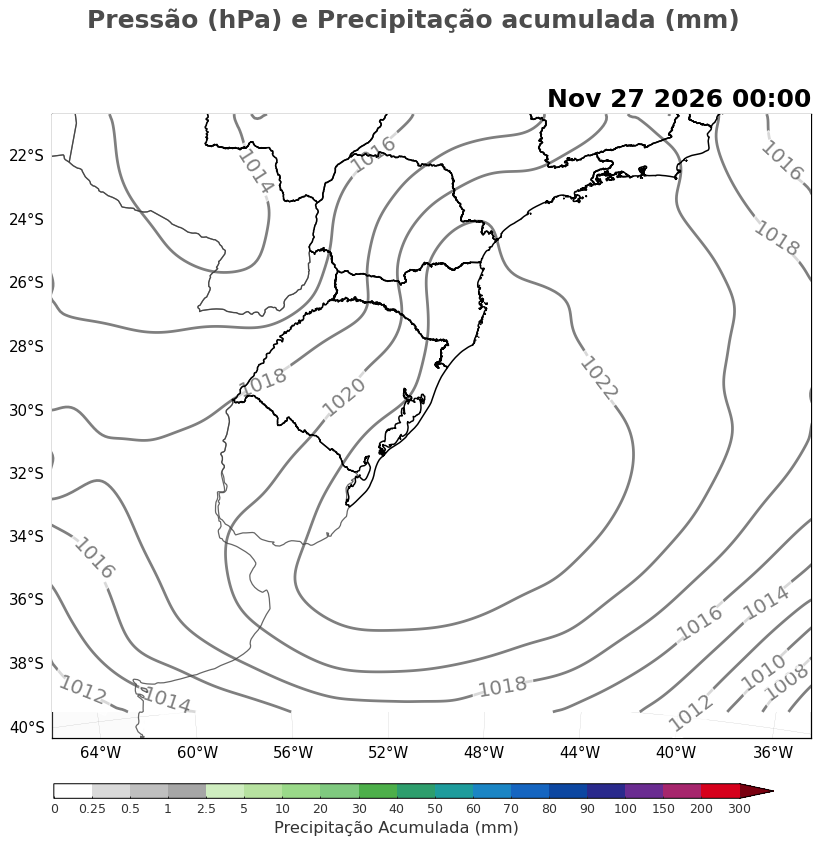 Pressão (hPa) e Precipitação acumulada (mm)
Nov 27 2026 00:00
1016
1014
1016
22°S
1018
24°S
26°S
28°S
1018
1022
1020
30°S
32°S
34°S
1016
1014
36°S
1016
1010
38°S
1008
1012
1014
1018
1012
40°S
64°W 60°W 56°W 52°W 48°W 44°W 40°W 36°W
0 0.25 0.5 1 2.5 5 10 20 30 40 50 60 70 80 90 100 150 200 300
Precipitação Acumulada (mm)